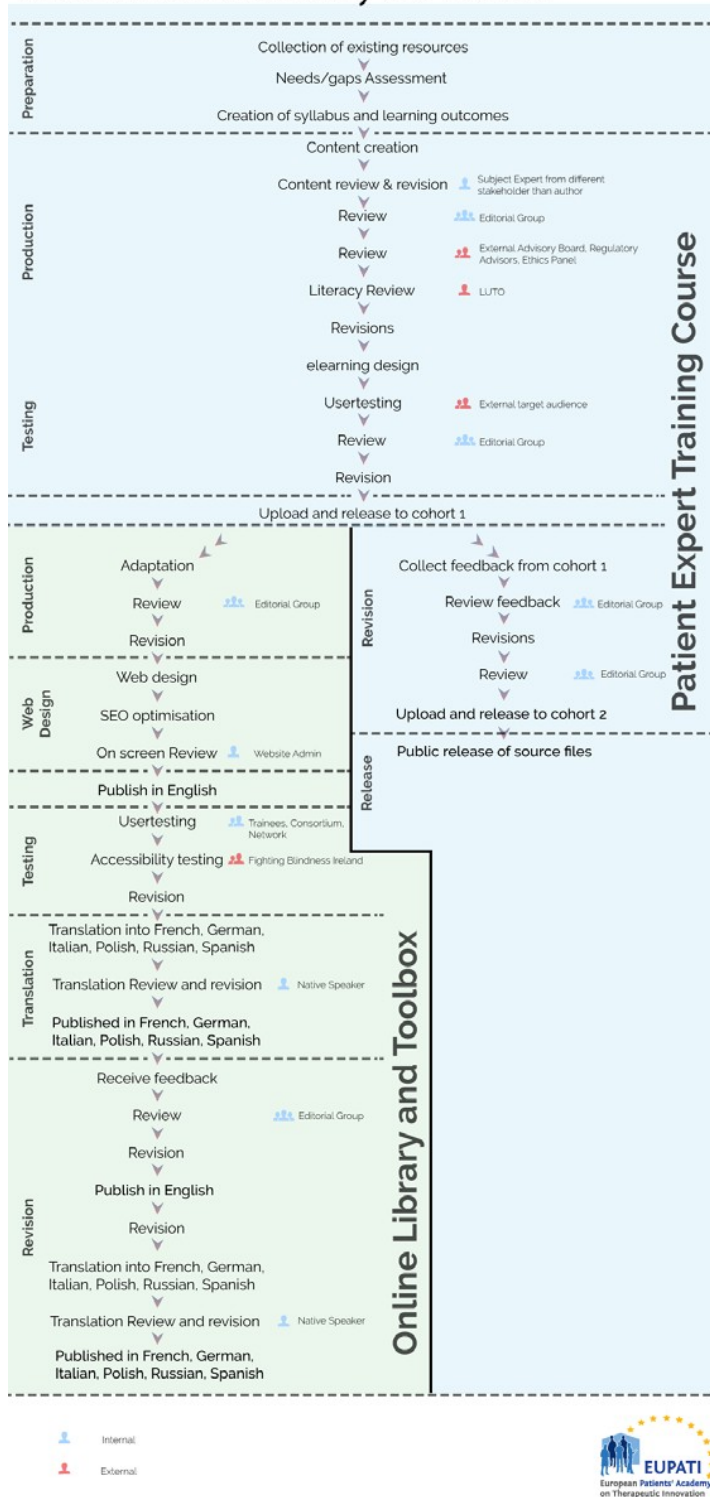 Preparation
Collection of existing resources
Needs/gaps Assessment
Creation of syllabus and learning outcomes
Production
Content creation
Content review & revision
Subject Expert from different
stakeholder than author
Review
Editorial Group
Review
External Advisory Board, Regulatory
Advisors, Ethics Panel
Literacy Review
LUTO
Revisions
elearning design
Testing
Usertesting
External target audience
Review
Editorial Group
Revision
Upload and release to cohort 1
Patient Expert Training Course
Production
Adaptation
Review
Editorial Group
Revision
Web
Design
Web design
SEO optimisation
On screen Review
Website Admin
Publish in English
Testing
Usertesting
Trainees, Consortium,
Network
Accessibility testing
Fighting Blindness Ireland
Revision
Translation
Translation into French, German,
Italian, Polish, Russian, Spanish
Translation Review and revision
Native Speaker
Published in French, German,
Italian, Polish, Russian, Spanish
Revision
Receive feedback
Review
Editorial Group
Revision
Publish in English
Revision
Translation into French, German,
Italian, Polish, Russian, Spanish
Translation Review and revision
Native Speaker
Published in French, German,
Italian, Polish, Russian, Spanish
Online Library and Toolbox
Revision
Collect feedback from cohort 1
Review feedback
Editorial Group
Revisions
Review
Editorial Group
Upload and release to cohort 2
Release
Public release of source files
Internal
External
EUPATI
European Patients' Academy
on Therapeutic Innovation